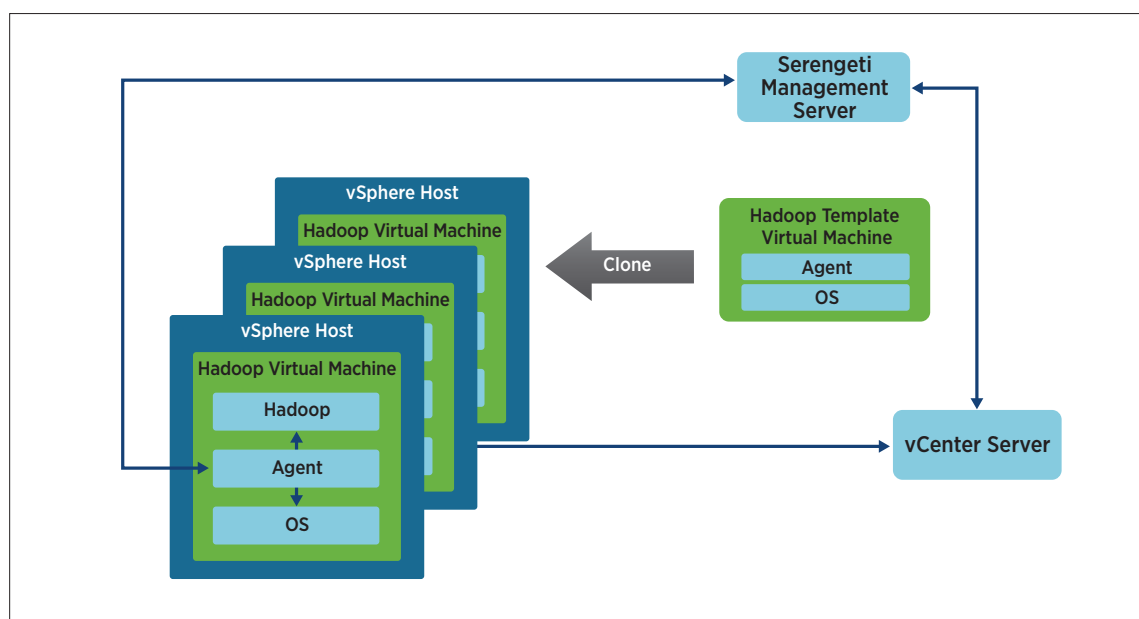 Serengeti
Management
Server
vSphere Host
Hadoop Virtual Machine
vSphere Host
Hadoop Virtual Machine
vSphere Host
Hadoop Virtual Machine
Hadoop
Agent
OS
Clone
Hadoop Template
Virtual Machine
Agent
OS
vCenter Server